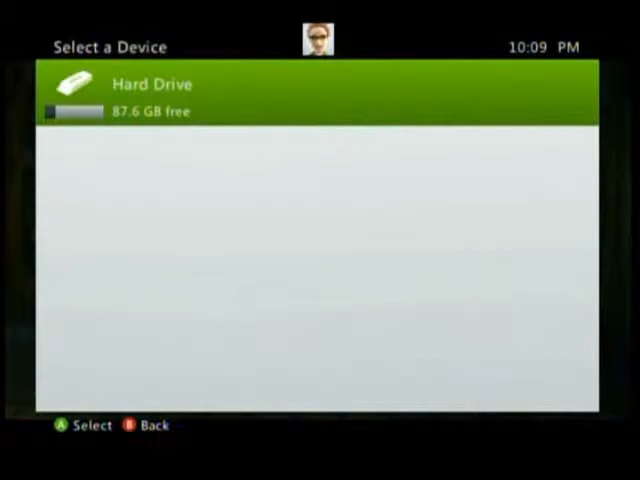 Select a Device
10:09 PM
Hard Drive
87.6 GB free
A Select B Back